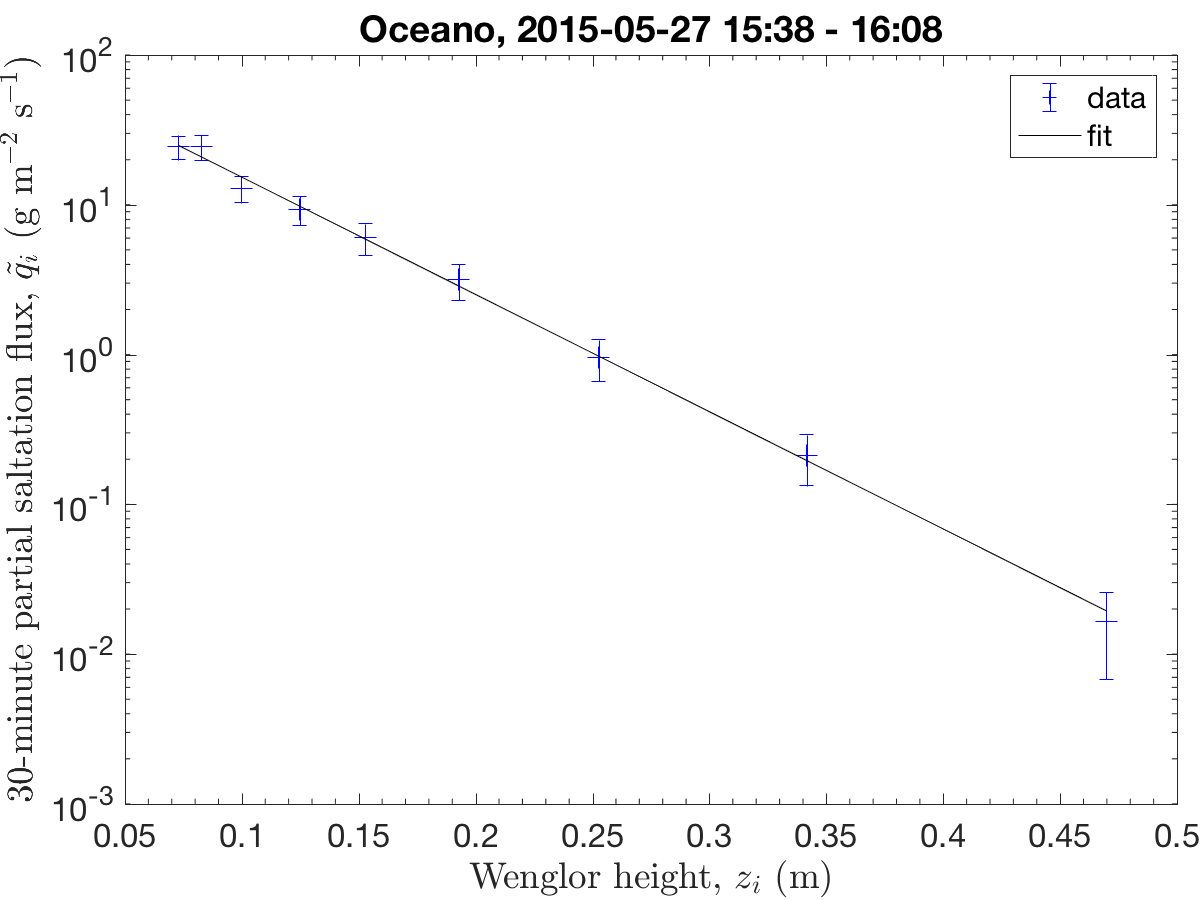 Oceano, 2015-05-27 15:38 - 16:08
30-minute partial saltation flux, q̃ᵢ (g m⁻² s⁻¹)
10²
10¹
10⁰
10⁻¹
10⁻²
10⁻³
data
fit
0.05 0.1 0.15 0.2 0.25 0.3 0.35 0.4 0.45 0.5
Wenglor height, zᵢ (m)